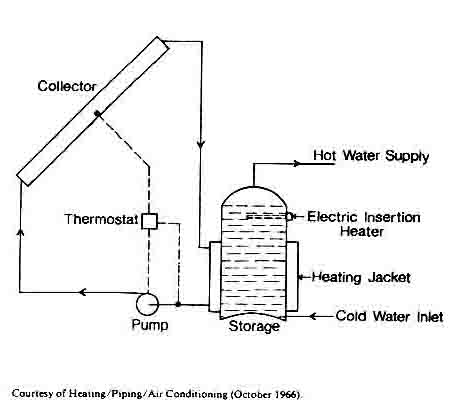 Collector
Hot Water Supply
Thermostat
Electric Insertion
Heater
Heating Jacket
Cold Water Inlet
Pump
Storage
Courtesy of Heating/Piping/Air Conditioning (October 1966).